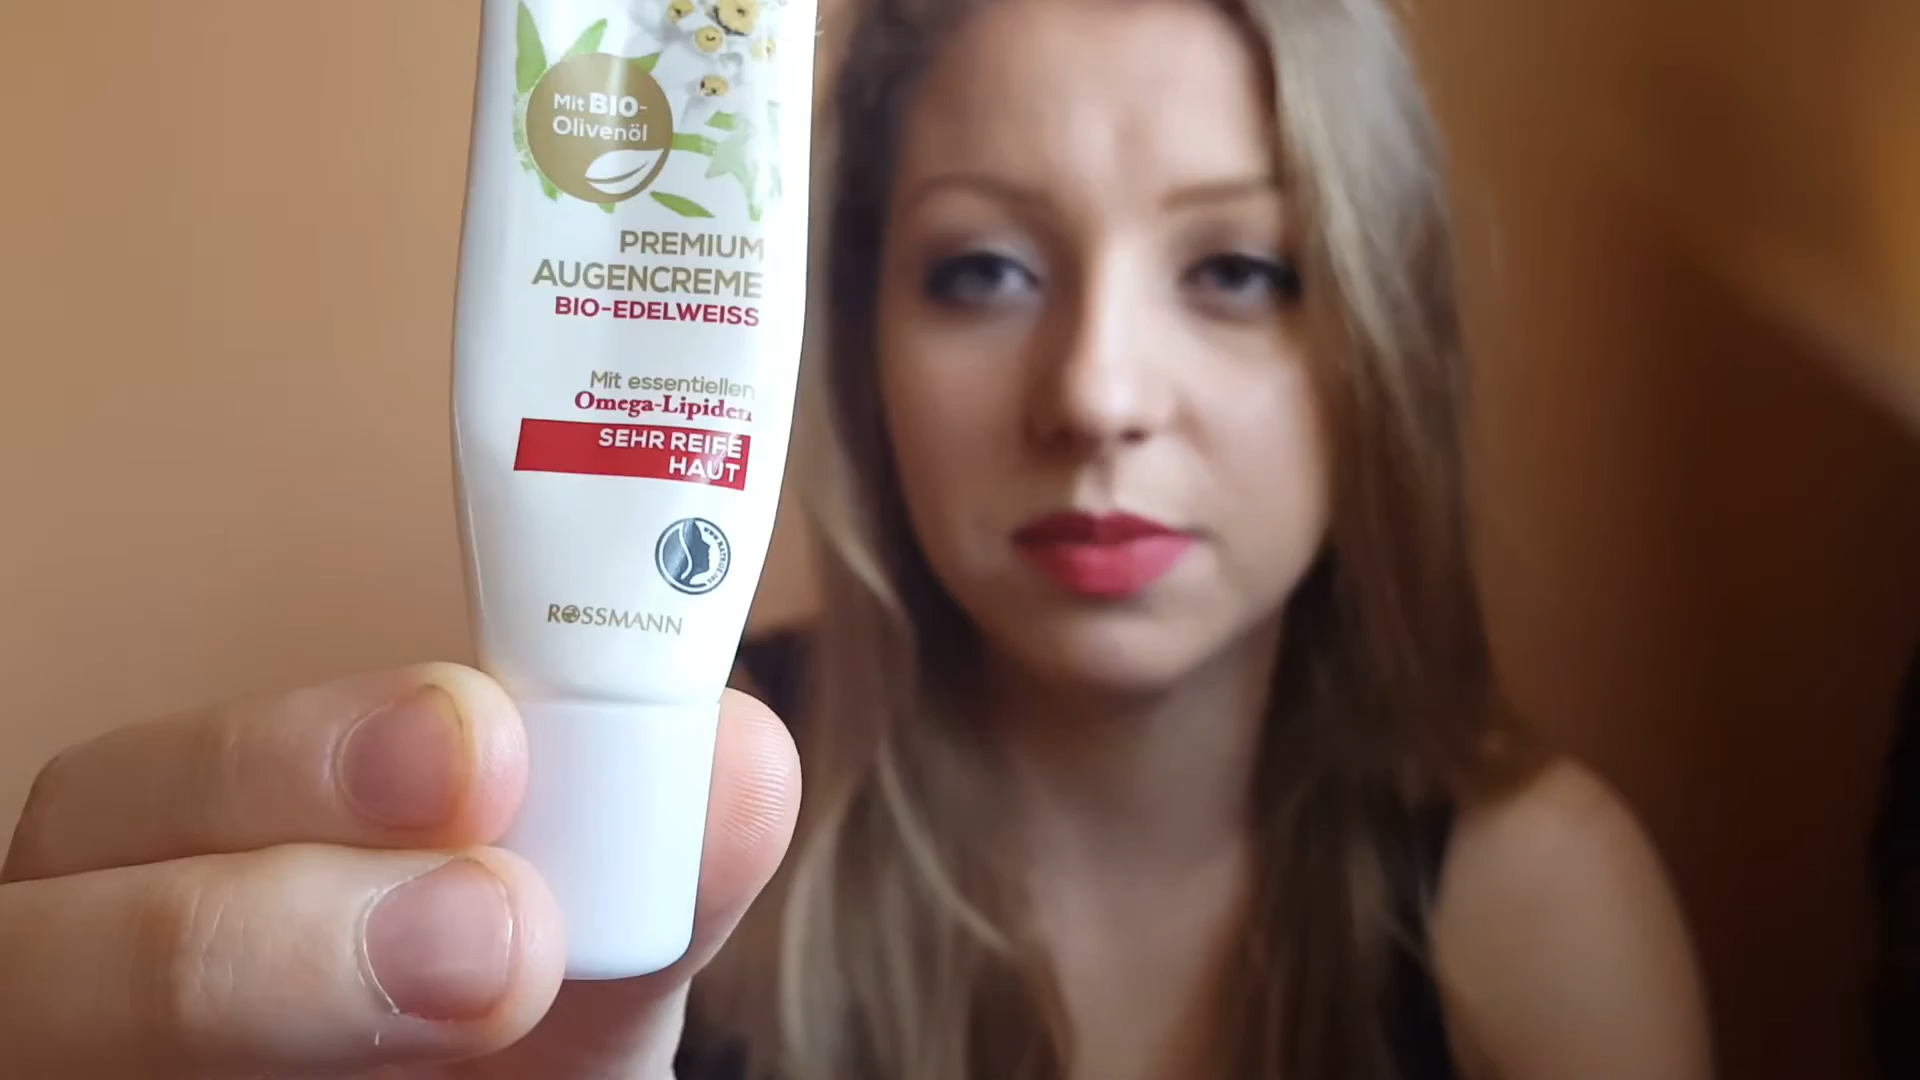 Mit BIO-
Olivenöl
PREMIUM
AUGENCREME
BIO-EDELWEISS
Mit essentiellen
Omega-Lipiden
SEHR REIFE
HAUT
ROSSMANN